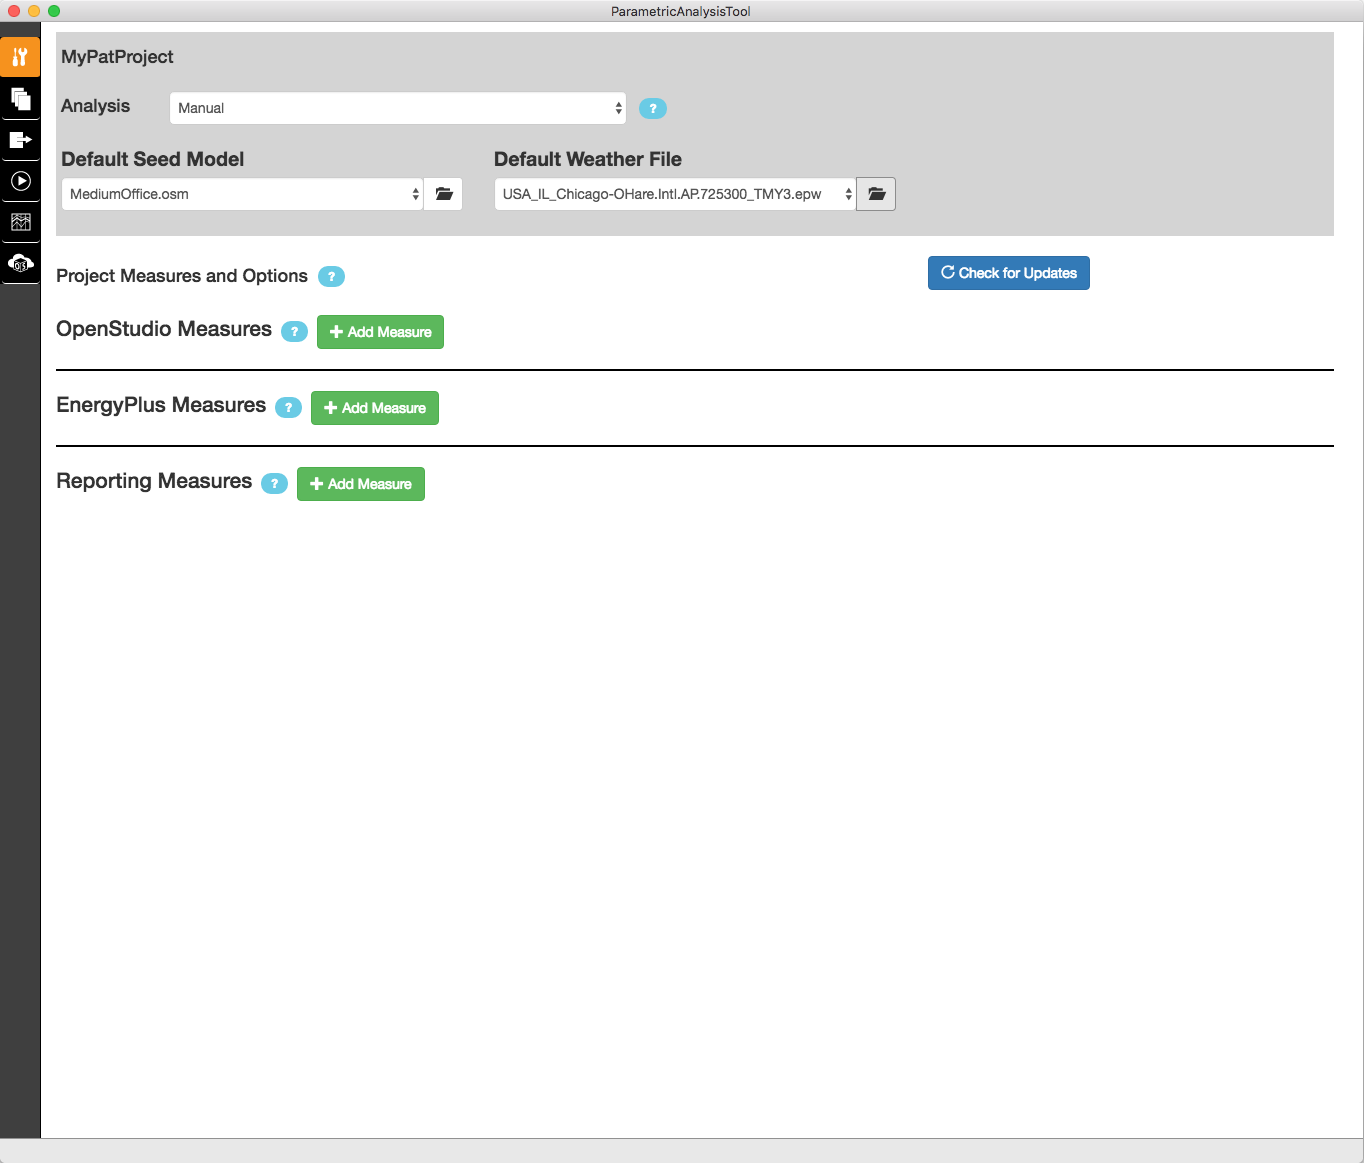 ParametricAnalysisTool
MyPatProject
Analysis
Manual
?
Default Seed Model
Default Weather File
MediumOffice.osm
USA_IL_Chicago-OHare.Intl.AP.725300_TMY3.epw
Project Measures and Options ?
Check for Updates
OpenStudio Measures ? Add Measure
EnergyPlus Measures ? Add Measure
Reporting Measures ? Add Measure